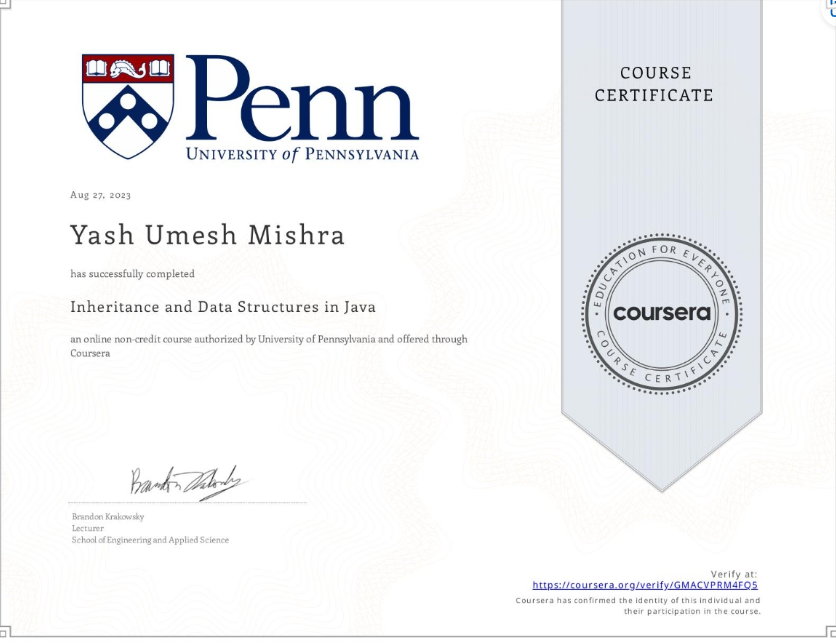 Penn
UNIVERSITY of PENNSYLVANIA
COURSE
CERTIFICATE
Aug 27, 2023
Yash Umesh Mishra
has successfully completed
Inheritance and Data Structures in Java
an online non-credit course authorized by University of Pennsylvania and offered through
Coursera
EDUCATION FOR EVERYONE
coursera
COURSE CERTIFICATE
Brandon Krakowsky
Lecturer
School of Engineering and Applied Science
Verify at:
https://coursera.org/verify/GMACVPRM4FQ5
Coursera has confirmed the identity of this individual and
their participation in the course.